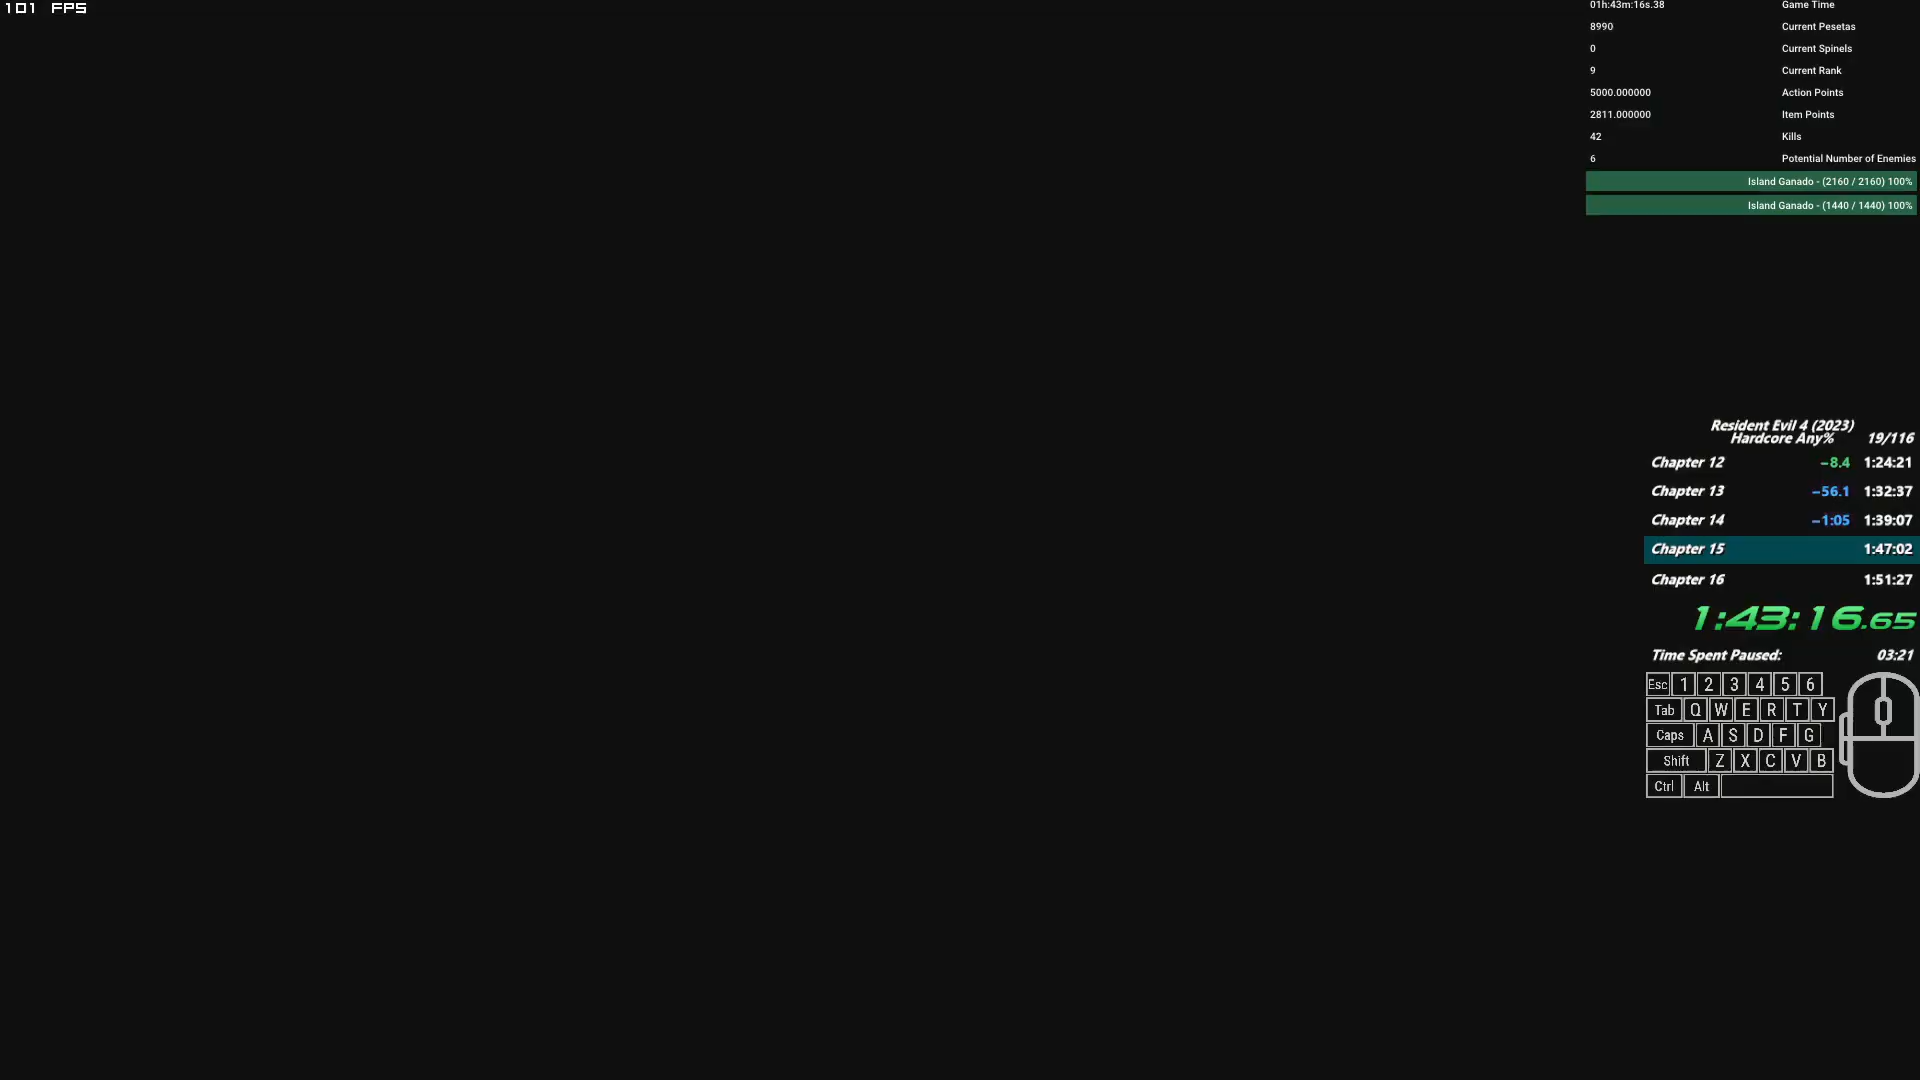 101 FPS
01h:43m:16s.38 Game Time
8990 Current Pesetas
0 Current Spinels
9 Current Rank
5000.000000 Action Points
2811.000000 Item Points
42 Kills
6 Potential Number of Enemies
Island Ganado - (2160 / 2160) 100%
Island Ganado - (1440 / 1440) 100%
Resident Evil 4 (2023)
Hardcore Any% 19/116
Chapter 12 −8.4 1:24:21
Chapter 13 −56.1 1:32:37
Chapter 14 −1:05 1:39:07
Chapter 15 1:47:02
Chapter 16 1:51:27
1:43:16.65
Time Spent Paused: 03:21
Esc 1 2 3 4 5 6
Tab Q W E R T Y
Caps A S D F G
Shift Z X C V B
Ctrl Alt